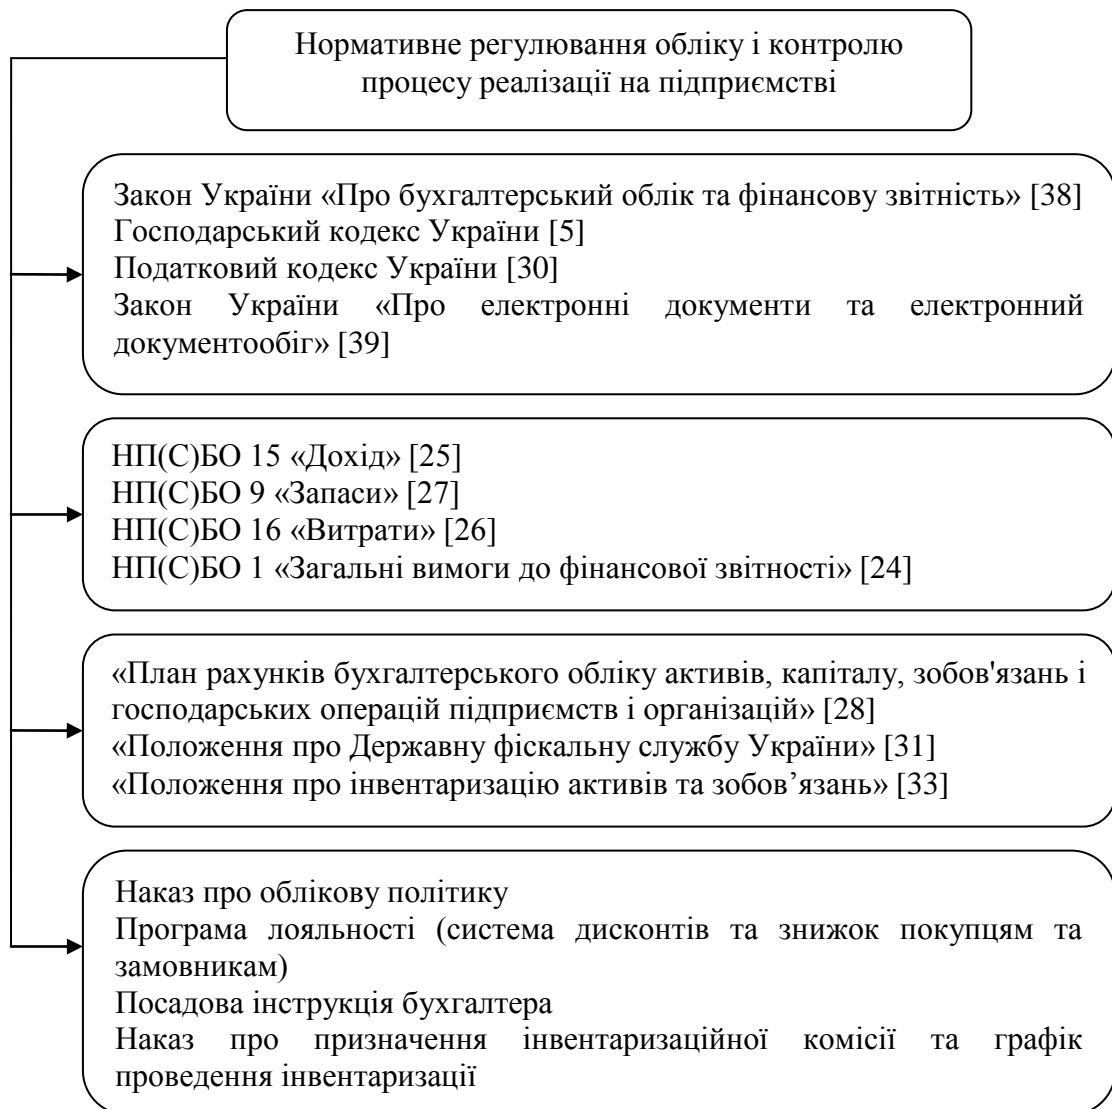 Нормативне регулювання обліку і контролю
процесу реалізації на підприємстві
Закон України «Про бухгалтерський облік та фінансову звітність» [38]
Господарський кодекс України [5]
Податковий кодекс України [30]
Закон України «Про електронні документи та електронний
документообіг» [39]
НП(С)БО 15 «Дохід» [25]
НП(С)БО 9 «Запаси» [27]
НП(С)БО 16 «Витрати» [26]
НП(С)БО 1 «Загальні вимоги до фінансової звітності» [24]
«План рахунків бухгалтерського обліку активів, капіталу, зобов'язань і
господарських операцій підприємств і організацій» [28]
«Положення про Державну фіскальну службу України» [31]
«Положення про інвентаризацію активів та зобов’язань» [33]
Наказ про облікову політику
Програма лояльності (система дисконтів та знижок покупцям та
замовникам)
Посадова інструкція бухгалтера
Наказ про призначення інвентаризаційної комісії та графік
проведення інвентаризації